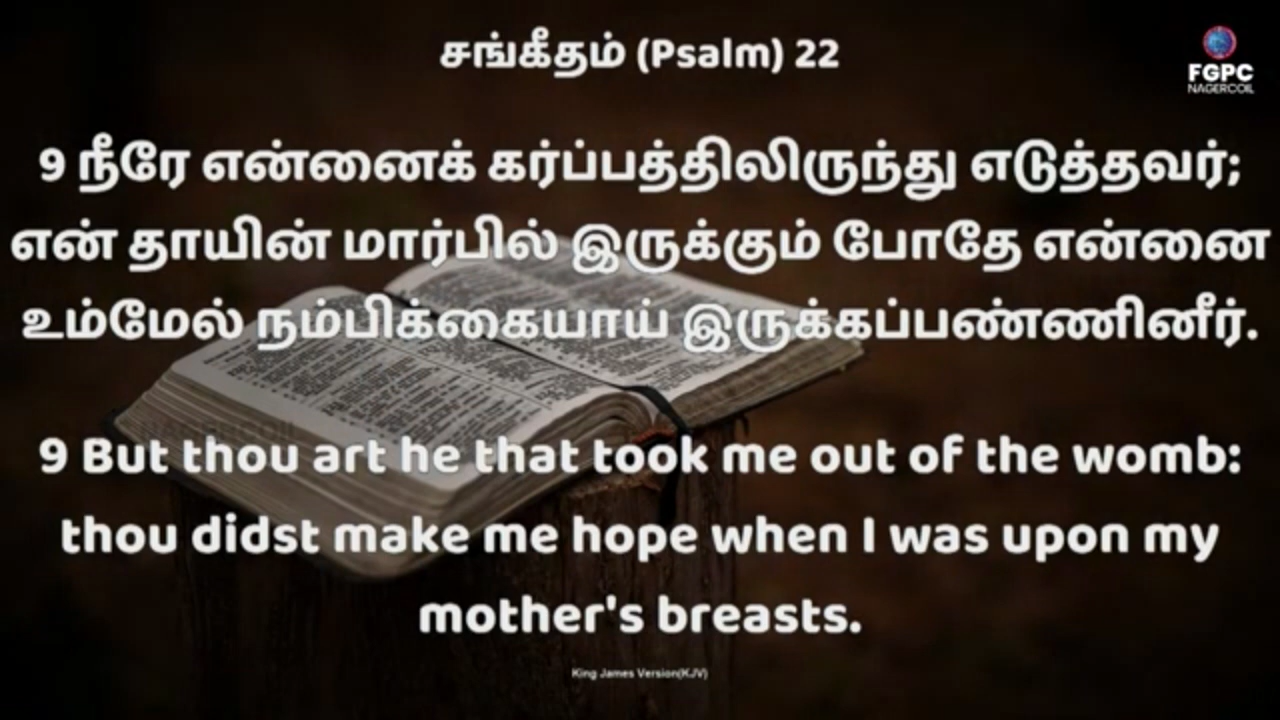 சங்கீதம் (Psalm) 22
FGPC
NAGERCOIL
9 நீரே என்னைக் கர்ப்பத்திலிருந்து எடுத்தவர்;
என் தாயின் மார்பில் இருக்கும் போதே என்னை
உம்மேல் நம்பிக்கையாய் இருக்கப்பண்ணினீர்.
9 But thou art he that took me out of the womb:
thou didst make me hope when I was upon my
mother's breasts.
King James Version(KJV)